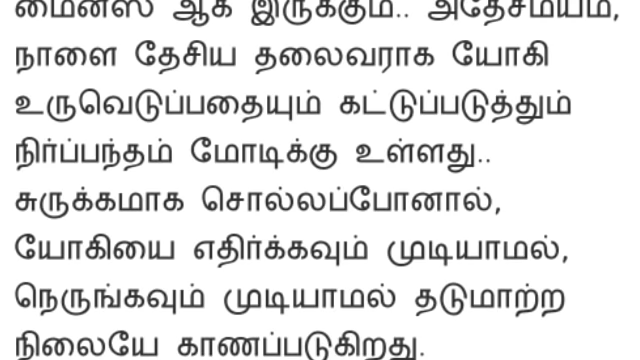 மைனஸ் ஆக இருக்கும்.. அதேசமயம்,
நாளை தேசிய தலைவராக யோகி
உருவெடுப்பதையும் கட்டுப்படுத்தும்
நிர்ப்பந்தம் மோடிக்கு உள்ளது..
சுருக்கமாக சொல்லப்போனால்,
யோகியை எதிர்க்கவும் முடியாமல்,
நெருங்கவும் முடியாமல் தடுமாற்ற
நிலையே காணப்படுகிறது.